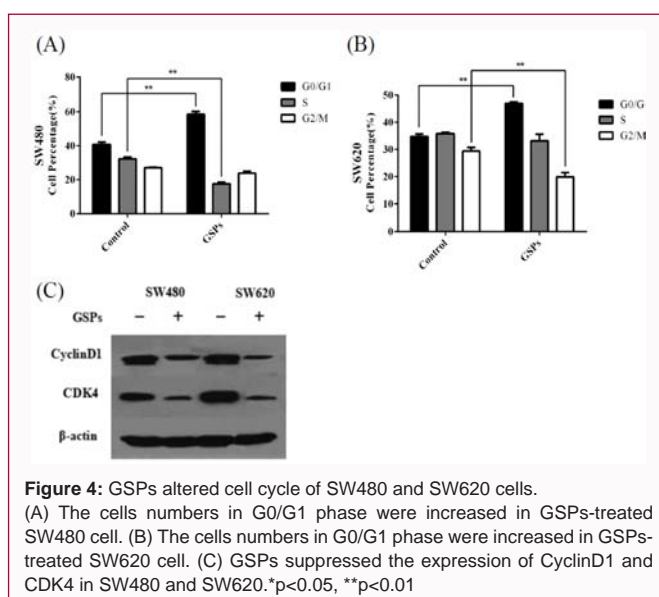 (A)
**
**
G0/G1
S
G2/M
SW480
Cell Percentage(%)
80
60
40
20
0
Control
GSPs
(B)
**
**
G0/G
S
G2/M
SW620
Cell Percentage(%)
50
40
30
20
10
0
Control
GSPs
(C)
SW480 SW620
GSPs − + − +
CyclinD1
CDK4
β-actin
Figure 4: GSPs altered cell cycle of SW480 and SW620 cells.
(A) The cells numbers in G0/G1 phase were increased in GSPs-treated
SW480 cell. (B) The cells numbers in G0/G1 phase were increased in GSPs-
treated SW620 cell. (C) GSPs suppressed the expression of CyclinD1 and
CDK4 in SW480 and SW620.*p<0.05, **p<0.01